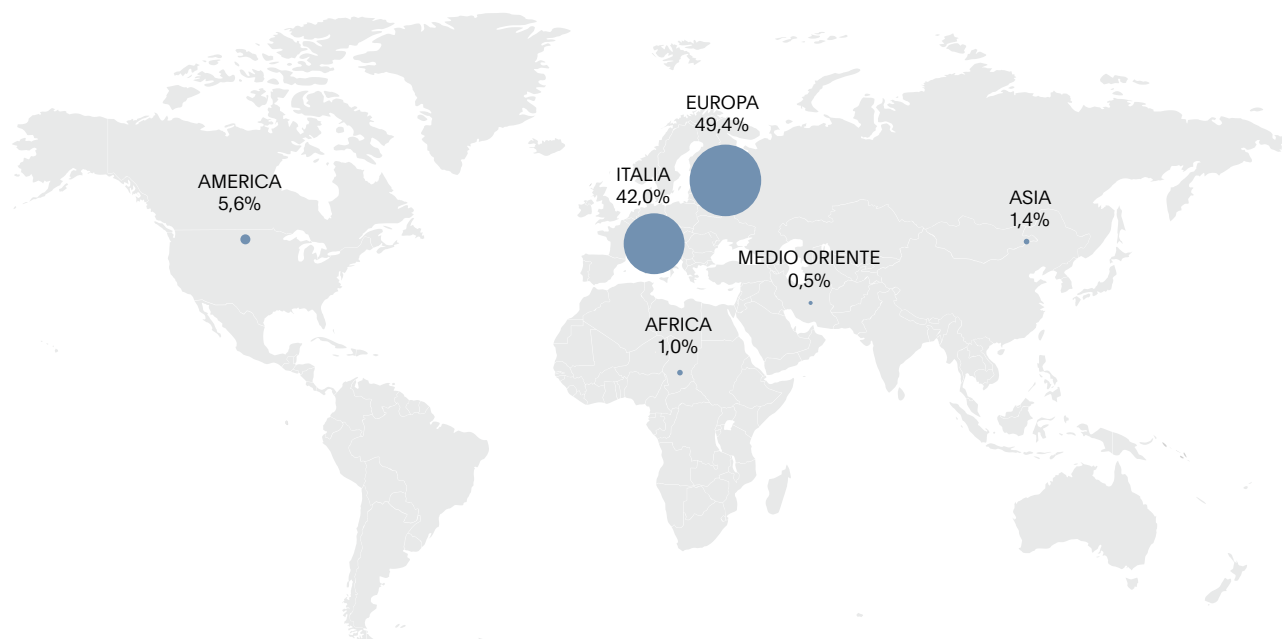 EUROPA
49,4%
ITALIA
42,0%
AMERICA
5,6%
ASIA
1,4%
MEDIO ORIENTE
0,5%
AFRICA
1,0%